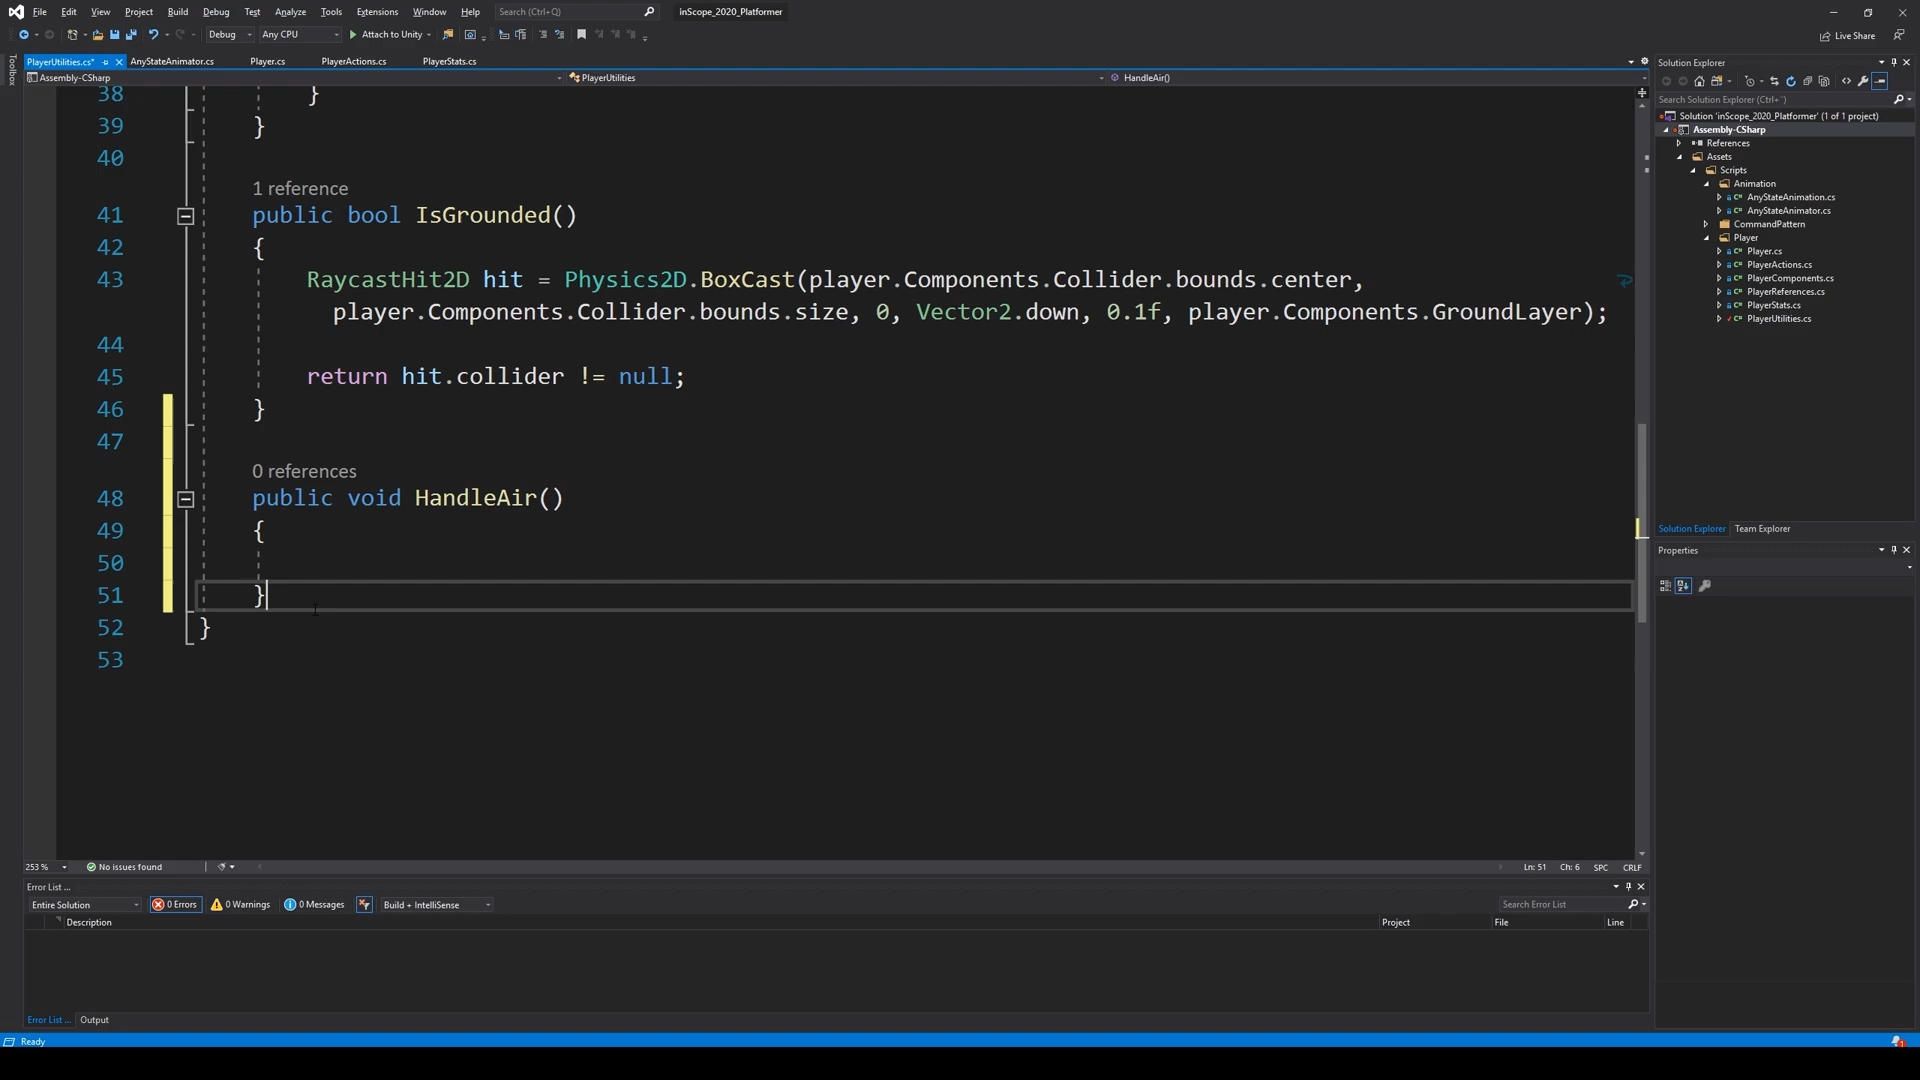 File Edit View Project Build Debug Test Analyze Tools Extensions Window Help Search (Ctrl+Q) inScope_2020_Platformer
Debug Any CPU Attach to Unity Live Share
PlayerUtilities.cs* AnyStateAnimator.cs Player.cs PlayerActions.cs PlayerStats.cs
Assembly-CSharp PlayerUtilities HandleAir()
Toolbox
38 }
39 }
40
1 reference
41 public bool IsGrounded()
42 {
43 RaycastHit2D hit = Physics2D.BoxCast(player.Components.Collider.bounds.center,
player.Components.Collider.bounds.size, 0, Vector2.down, 0.1f, player.Components.GroundLayer);
44
45 return hit.collider != null;
46 }
47
0 references
48 public void HandleAir()
49 {
50
51 }
52 }
53
253 % No issues found Ln: 51 Ch: 6 SPC CRLF
Error List ...
Entire Solution 0 Errors 0 Warnings 0 Messages Build + IntelliSense Search Error List
Description Project File Line
Error List ... Output
Ready
Solution Explorer
Search Solution Explorer (Ctrl+¨)
Solution 'inScope_2020_Platformer' (1 of 1 project)
Assembly-CSharp
References
Assets
Scripts
Animation
C# AnyStateAnimation.cs
C# AnyStateAnimator.cs
CommandPattern
Player
C# Player.cs
C# PlayerActions.cs
C# PlayerComponents.cs
C# PlayerReferences.cs
C# PlayerStats.cs
C# PlayerUtilities.cs
Solution Explorer Team Explorer
Properties